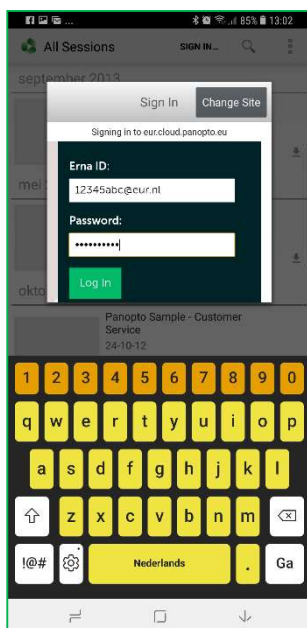 85% 13:02
All Sessions SIGN IN... 
september 2013
Sign In Change Site
Signing in to eur.cloud.panopto.eu
Erna ID:
12345abc@eur.nl
mei
Password:
••••••••••
Log In
okto
Panopto Sample - Customer
Service
24-10-12
1 2 3 4 5 6 7 8 9 0
q w e r t y u i o p
a s d f g h j k l
z x c v b n m
!@# Nederlands . Ga